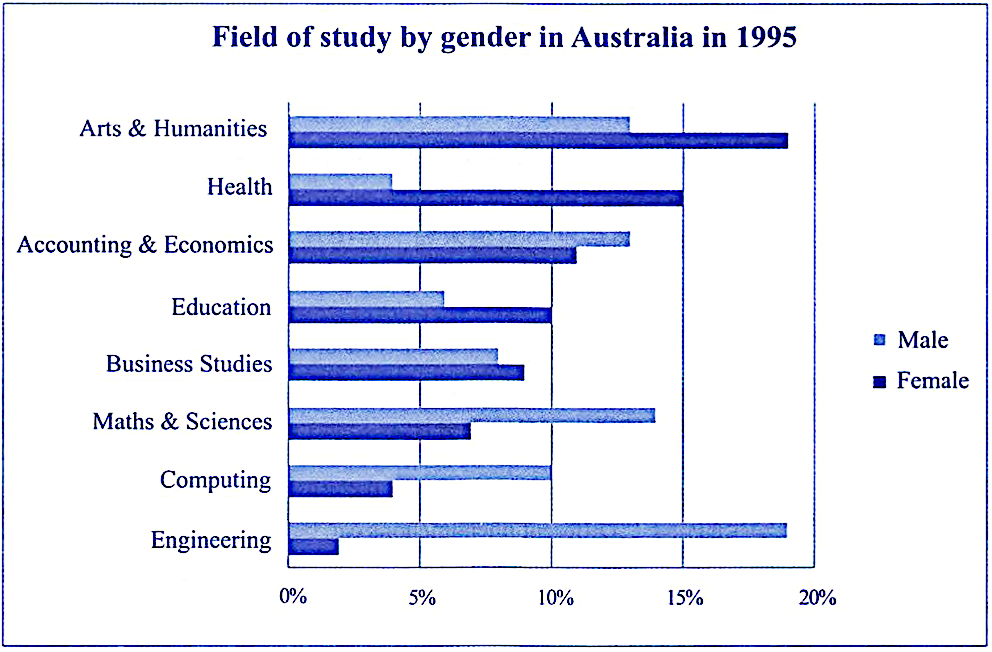 Field of study by gender in Australia in 1995
Arts & Humanities
Health
Accounting & Economics
Education
Business Studies
Maths & Sciences
Computing
Engineering
0% 5% 10% 15% 20%
Male
Female